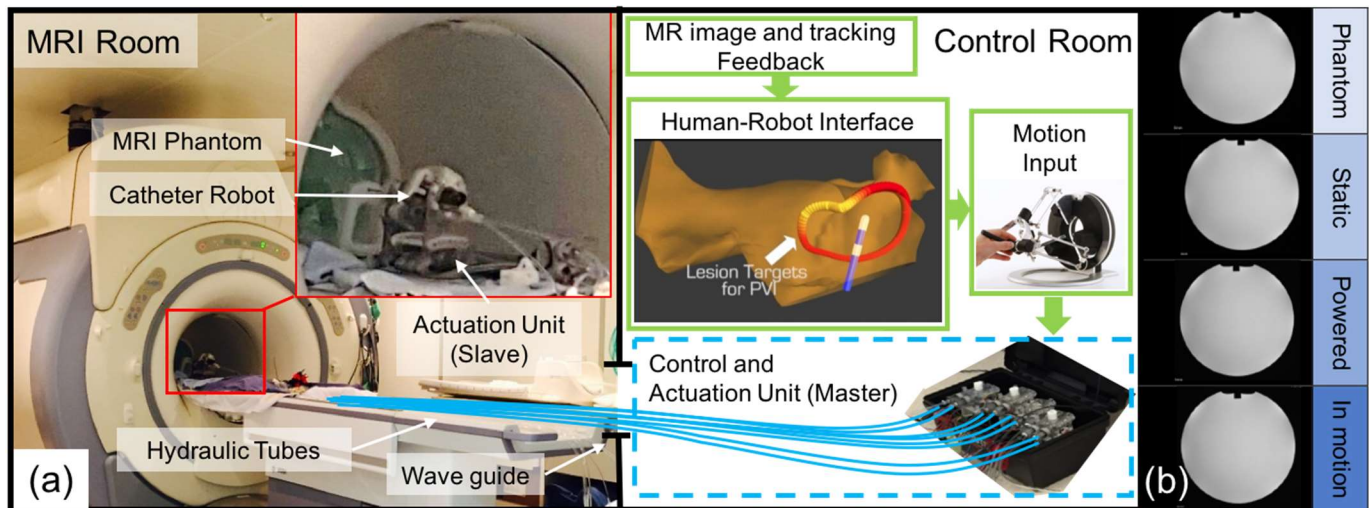 MRI Room
MRI Phantom
Catheter Robot
Actuation Unit
(Slave)
Hydraulic Tubes
Wave guide
(a)
MR image and tracking
Feedback
Control Room
Human-Robot Interface
Lesion Targets
for PVI
Motion
Input
Control and
Actuation Unit (Master)
(b)
Phantom
Static
Powered
In motion